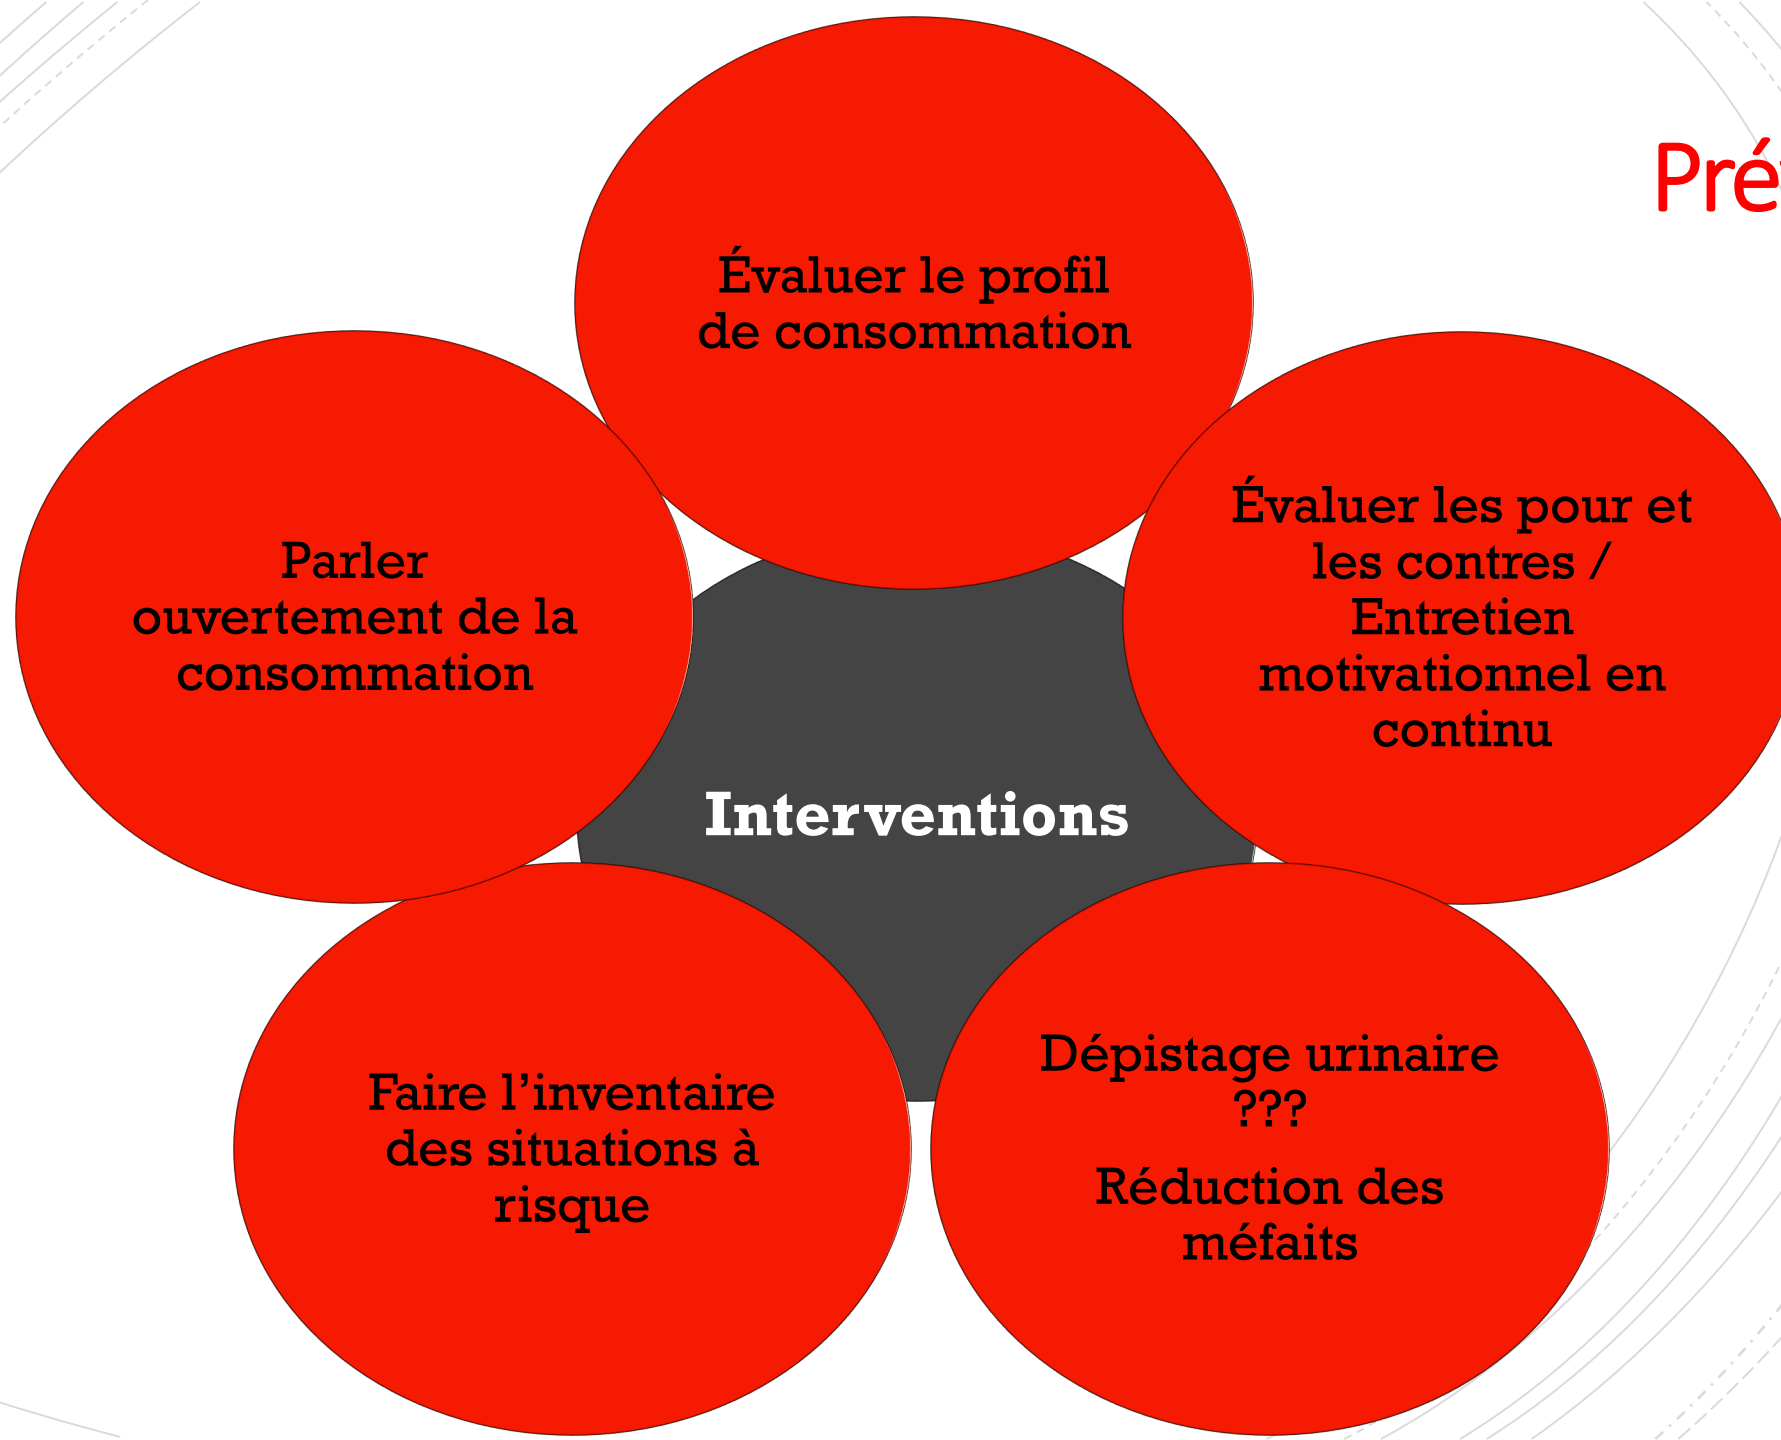 Évaluer le profil
de consommation
Évaluer les pour et
les contres /
Entretien
motivationnel en
continu
Dépistage urinaire
???
Réduction des
méfaits
Faire l’inventaire
des situations à
risque
Parler
ouvertement de la
consommation
Interventions